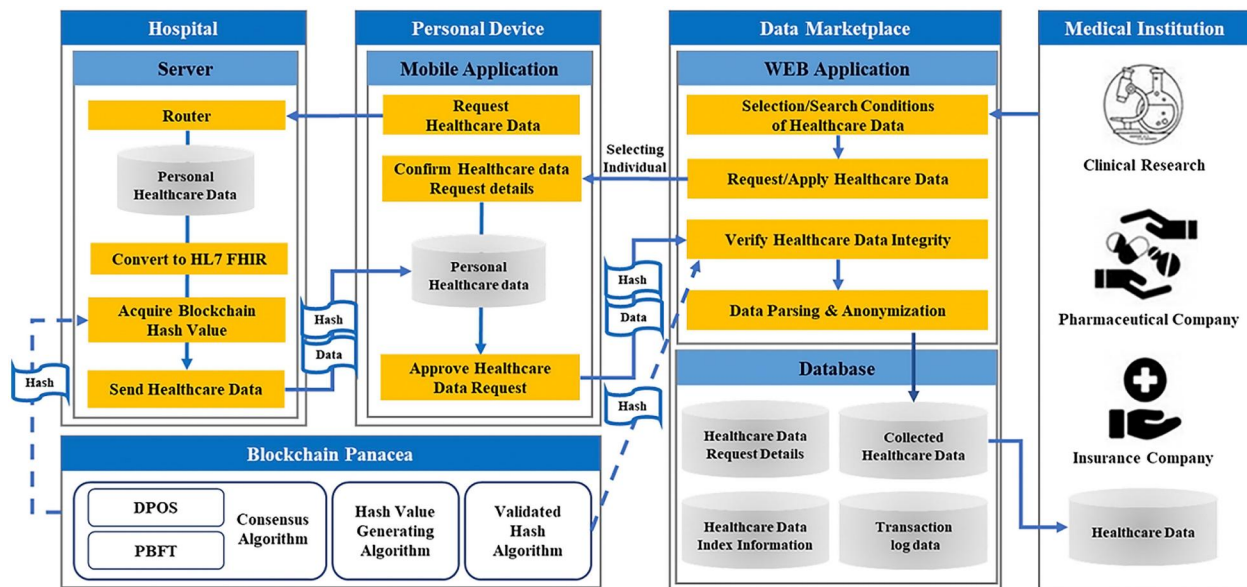 Hospital
Server
Router
Personal
Healthcare Data
Convert to HL7 FHIR
Acquire Blockchain
Hash Value
Send Healthcare Data
Hash
Hash
Data
Personal Device
Mobile Application
Request
Healthcare Data
Confirm Healthcare data
Request details
Personal
Healthcare data
Approve Healthcare
Data Request
Selecting
Individual
Hash
Data
Hash
Data Marketplace
WEB Application
Selection/Search Conditions
of Healthcare Data
Request/Apply Healthcare Data
Verify Healthcare Data Integrity
Data Parsing & Anonymization
Database
Healthcare Data
Request Details
Collected
Healthcare Data
Healthcare Data
Index Information
Transaction
log data
Medical Institution
Clinical Research
Pharmaceutical Company
Insurance Company
Healthcare Data
Blockchain Panacea
DPOS
PBFT
Consensus
Algorithm
Hash Value
Generating
Algorithm
Validated
Hash
Algorithm